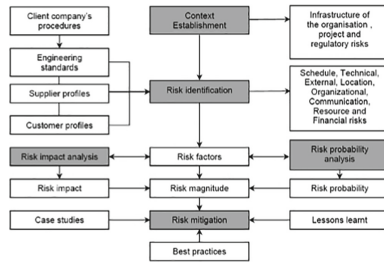 Client company's
procedures
Context
Establishment
Infrastructure of
the organisation ,
project and
regulatory risks
Engineering
standards
Supplier profiles
Customer profiles
Risk identification
Schedule, Technical,
External, Location,
Organizational,
Communication,
Resource and
Financial risks
Risk impact analysis
Risk factors
Risk probability
analysis
Risk impact
Risk magnitude
Risk probability
Case studies
Risk mitigation
Lessons learnt
Best practices